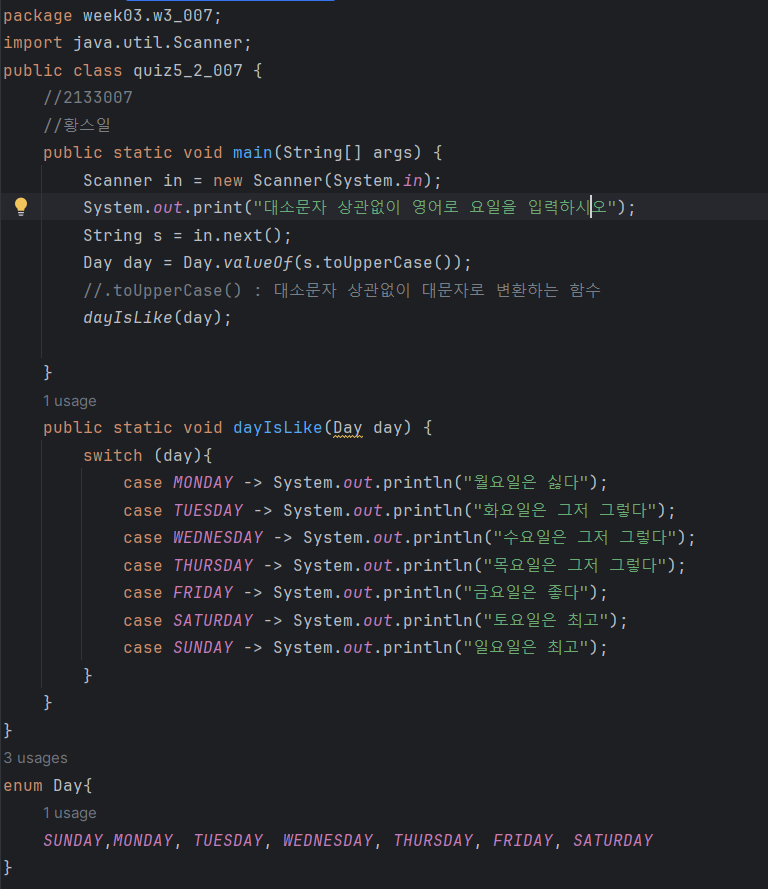 package week03.w3_007;
import java.util.Scanner;
public class quiz5_2_007 {
//2133007
//황스일
public static void main(String[] args) {
Scanner in = new Scanner(System.in);
System.out.print("대소문자 상관없이 영어로 요일을 입력하시오");
String s = in.next();
Day day = Day.valueOf(s.toUpperCase());
//.toUpperCase() : 대소문자 상관없이 대문자로 변환하는 함수
dayIsLike(day);
}
1 usage
public static void dayIsLike(Day day) {
switch (day){
case MONDAY -> System.out.println("월요일은 싫다");
case TUESDAY -> System.out.println("화요일은 그저 그렇다");
case WEDNESDAY -> System.out.println("수요일은 그저 그렇다");
case THURSDAY -> System.out.println("목요일은 그저 그렇다");
case FRIDAY -> System.out.println("금요일은 좋다");
case SATURDAY -> System.out.println("토요일은 최고");
case SUNDAY -> System.out.println("일요일은 최고");
}
}
}
3 usages
enum Day{
1 usage
SUNDAY,MONDAY, TUESDAY, WEDNESDAY, THURSDAY, FRIDAY, SATURDAY
}